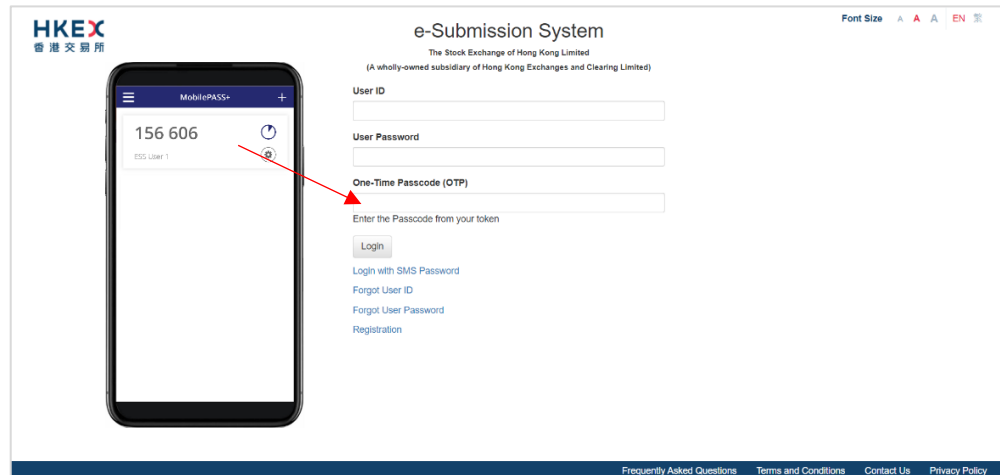 HKEX
香港交易所
Font Size A A A EN 繁
e-Submission System
The Stock Exchange of Hong Kong Limited
(A wholly-owned subsidiary of Hong Kong Exchanges and Clearing Limited)
MobilePASS+
156 606
ESS User 1
User ID
User Password
One-Time Passcode (OTP)
Enter the Passcode from your token
Login
Login with SMS Password
Forgot User ID
Forgot User Password
Registration
Frequently Asked Questions Terms and Conditions Contact Us Privacy Policy